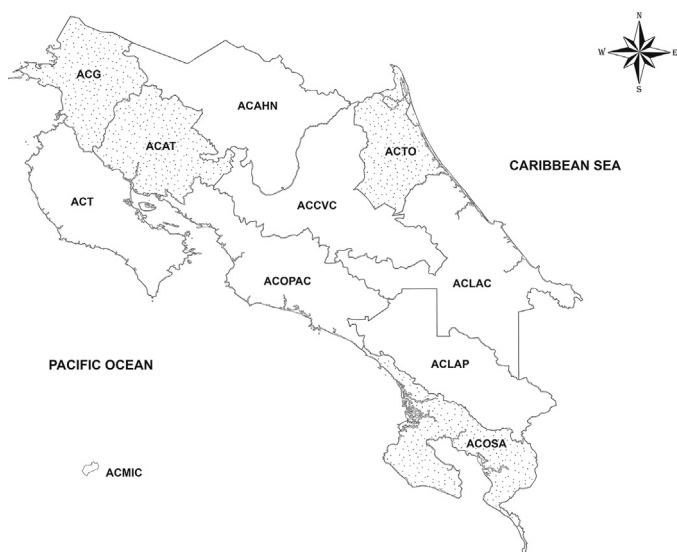 N
W E
S
ACG
ACAHN
ACAT
ACTO
CARIBBEAN SEA
ACT
ACCVC
ACOPAC
ACLAC
PACIFIC OCEAN
ACLAP
ACOSA
ACMIC